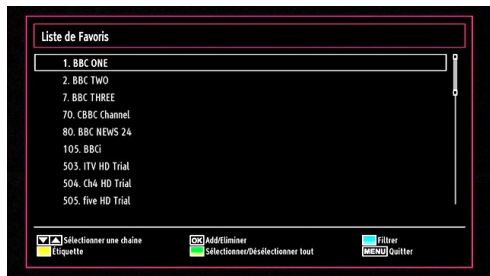 Liste de Favoris
1. BBC ONE
2. BBC TWO
7. BBC THREE
70. CBBC Channel
80. BBC NEWS 24
105. BBCi
503. ITV HD Trial
504. Ch4 HD Trial
505. five HD Trial
Sélectionner une chaine OK Add/Eliminer Filtrer
Étiquette Sélectionner/Désélectionner tout MENU Quitter